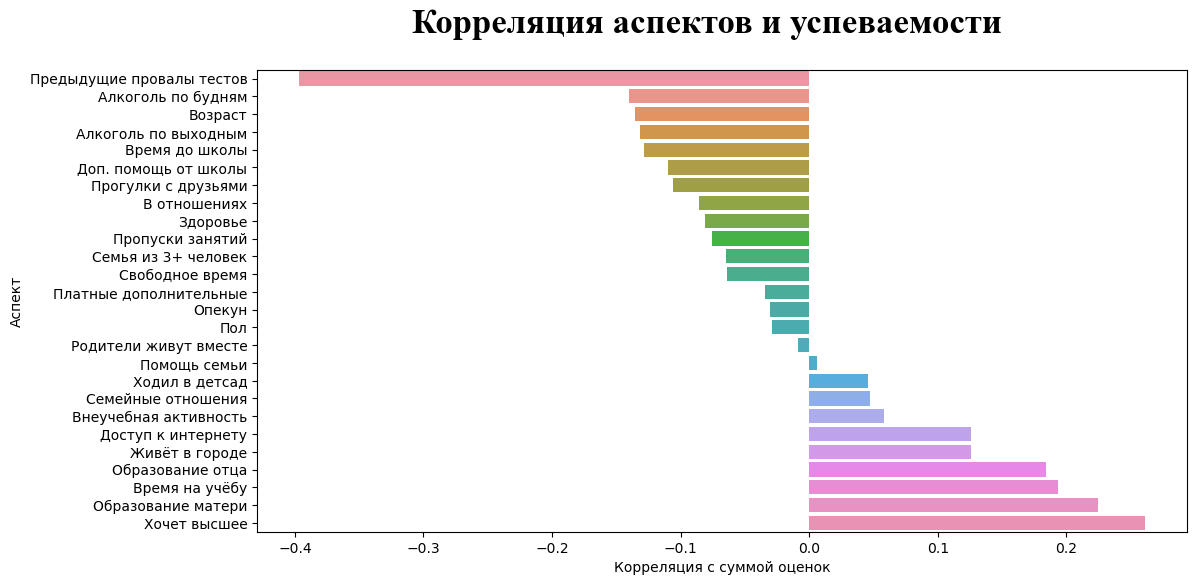 Корреляция аспектов и успеваемости
Предыдущие провалы тестов
Алкоголь по будням
Возраст
Алкоголь по выходным
Время до школы
Доп. помощь от школы
Прогулки с друзьями
В отношениях
Здоровье
Пропуски занятий
Семья из 3+ человек
Свободное время
Платные дополнительные
Опекун
Пол
Родители живут вместе
Помощь семьи
Ходил в детсад
Семейные отношения
Внеучебная активность
Доступ к интернету
Живёт в городе
Образование отца
Время на учёбу
Образование матери
Хочет высшее
Аспект
−0.4 −0.3 −0.2 −0.1 0.0 0.1 0.2
Корреляция с суммой оценок